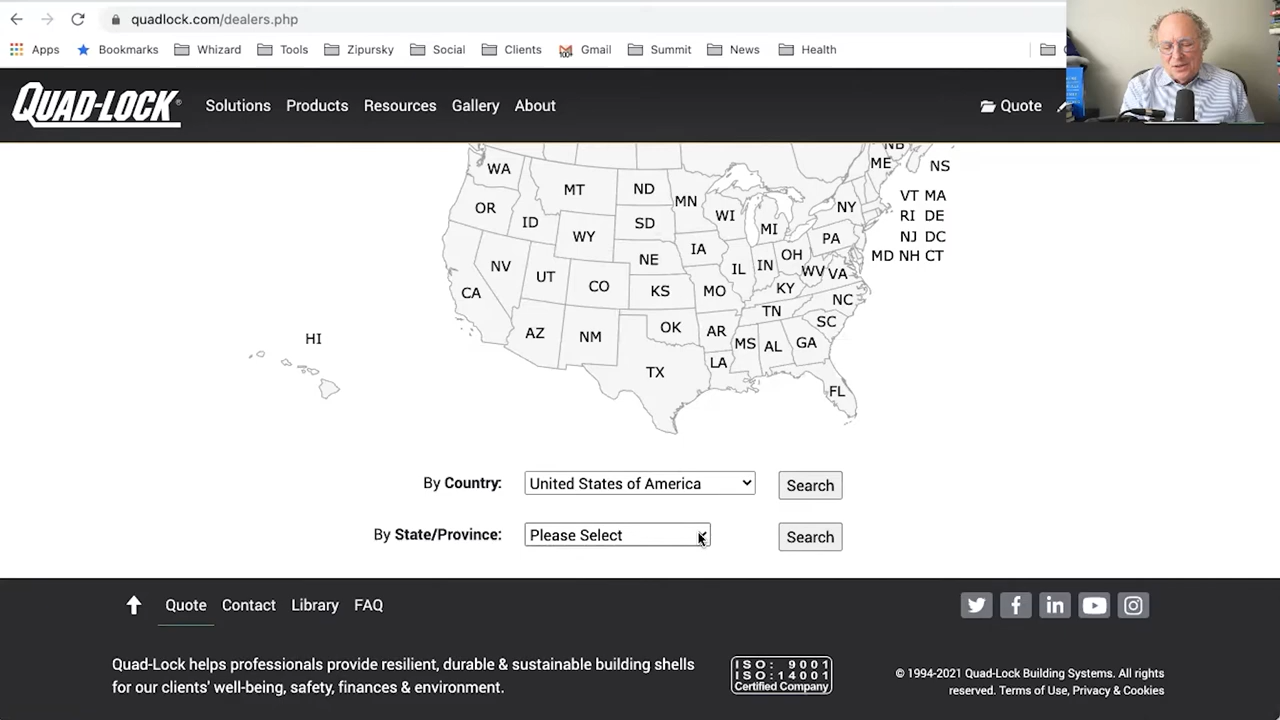 quadlock.com/dealers.php
Apps Bookmarks Whizard Tools Zipursky Social Clients Gmail Summit News Health
QUAD-LOCK® Solutions Products Resources Gallery About Quote
NB
WA MT ND MN ME NS
VT MA
OR ID SD WI NY RI DE
WY MI PA NJ DC
NV UT NE IA IL IN OH WV VA MD NH CT
CA CO KS MO KY NC
AZ NM OK AR TN SC
HI TX LA MS AL GA
FL
By Country: United States of America Search
By State/Province: Please Select Search
Quote Contact Library FAQ
Quad-Lock helps professionals provide resilient, durable & sustainable building shells
for our clients' well-being, safety, finances & environment.
ISO: 9001
ISO:14001
Certified Company
© 1994-2021 Quad-Lock Building Systems. All rights
reserved. Terms of Use, Privacy & Cookies